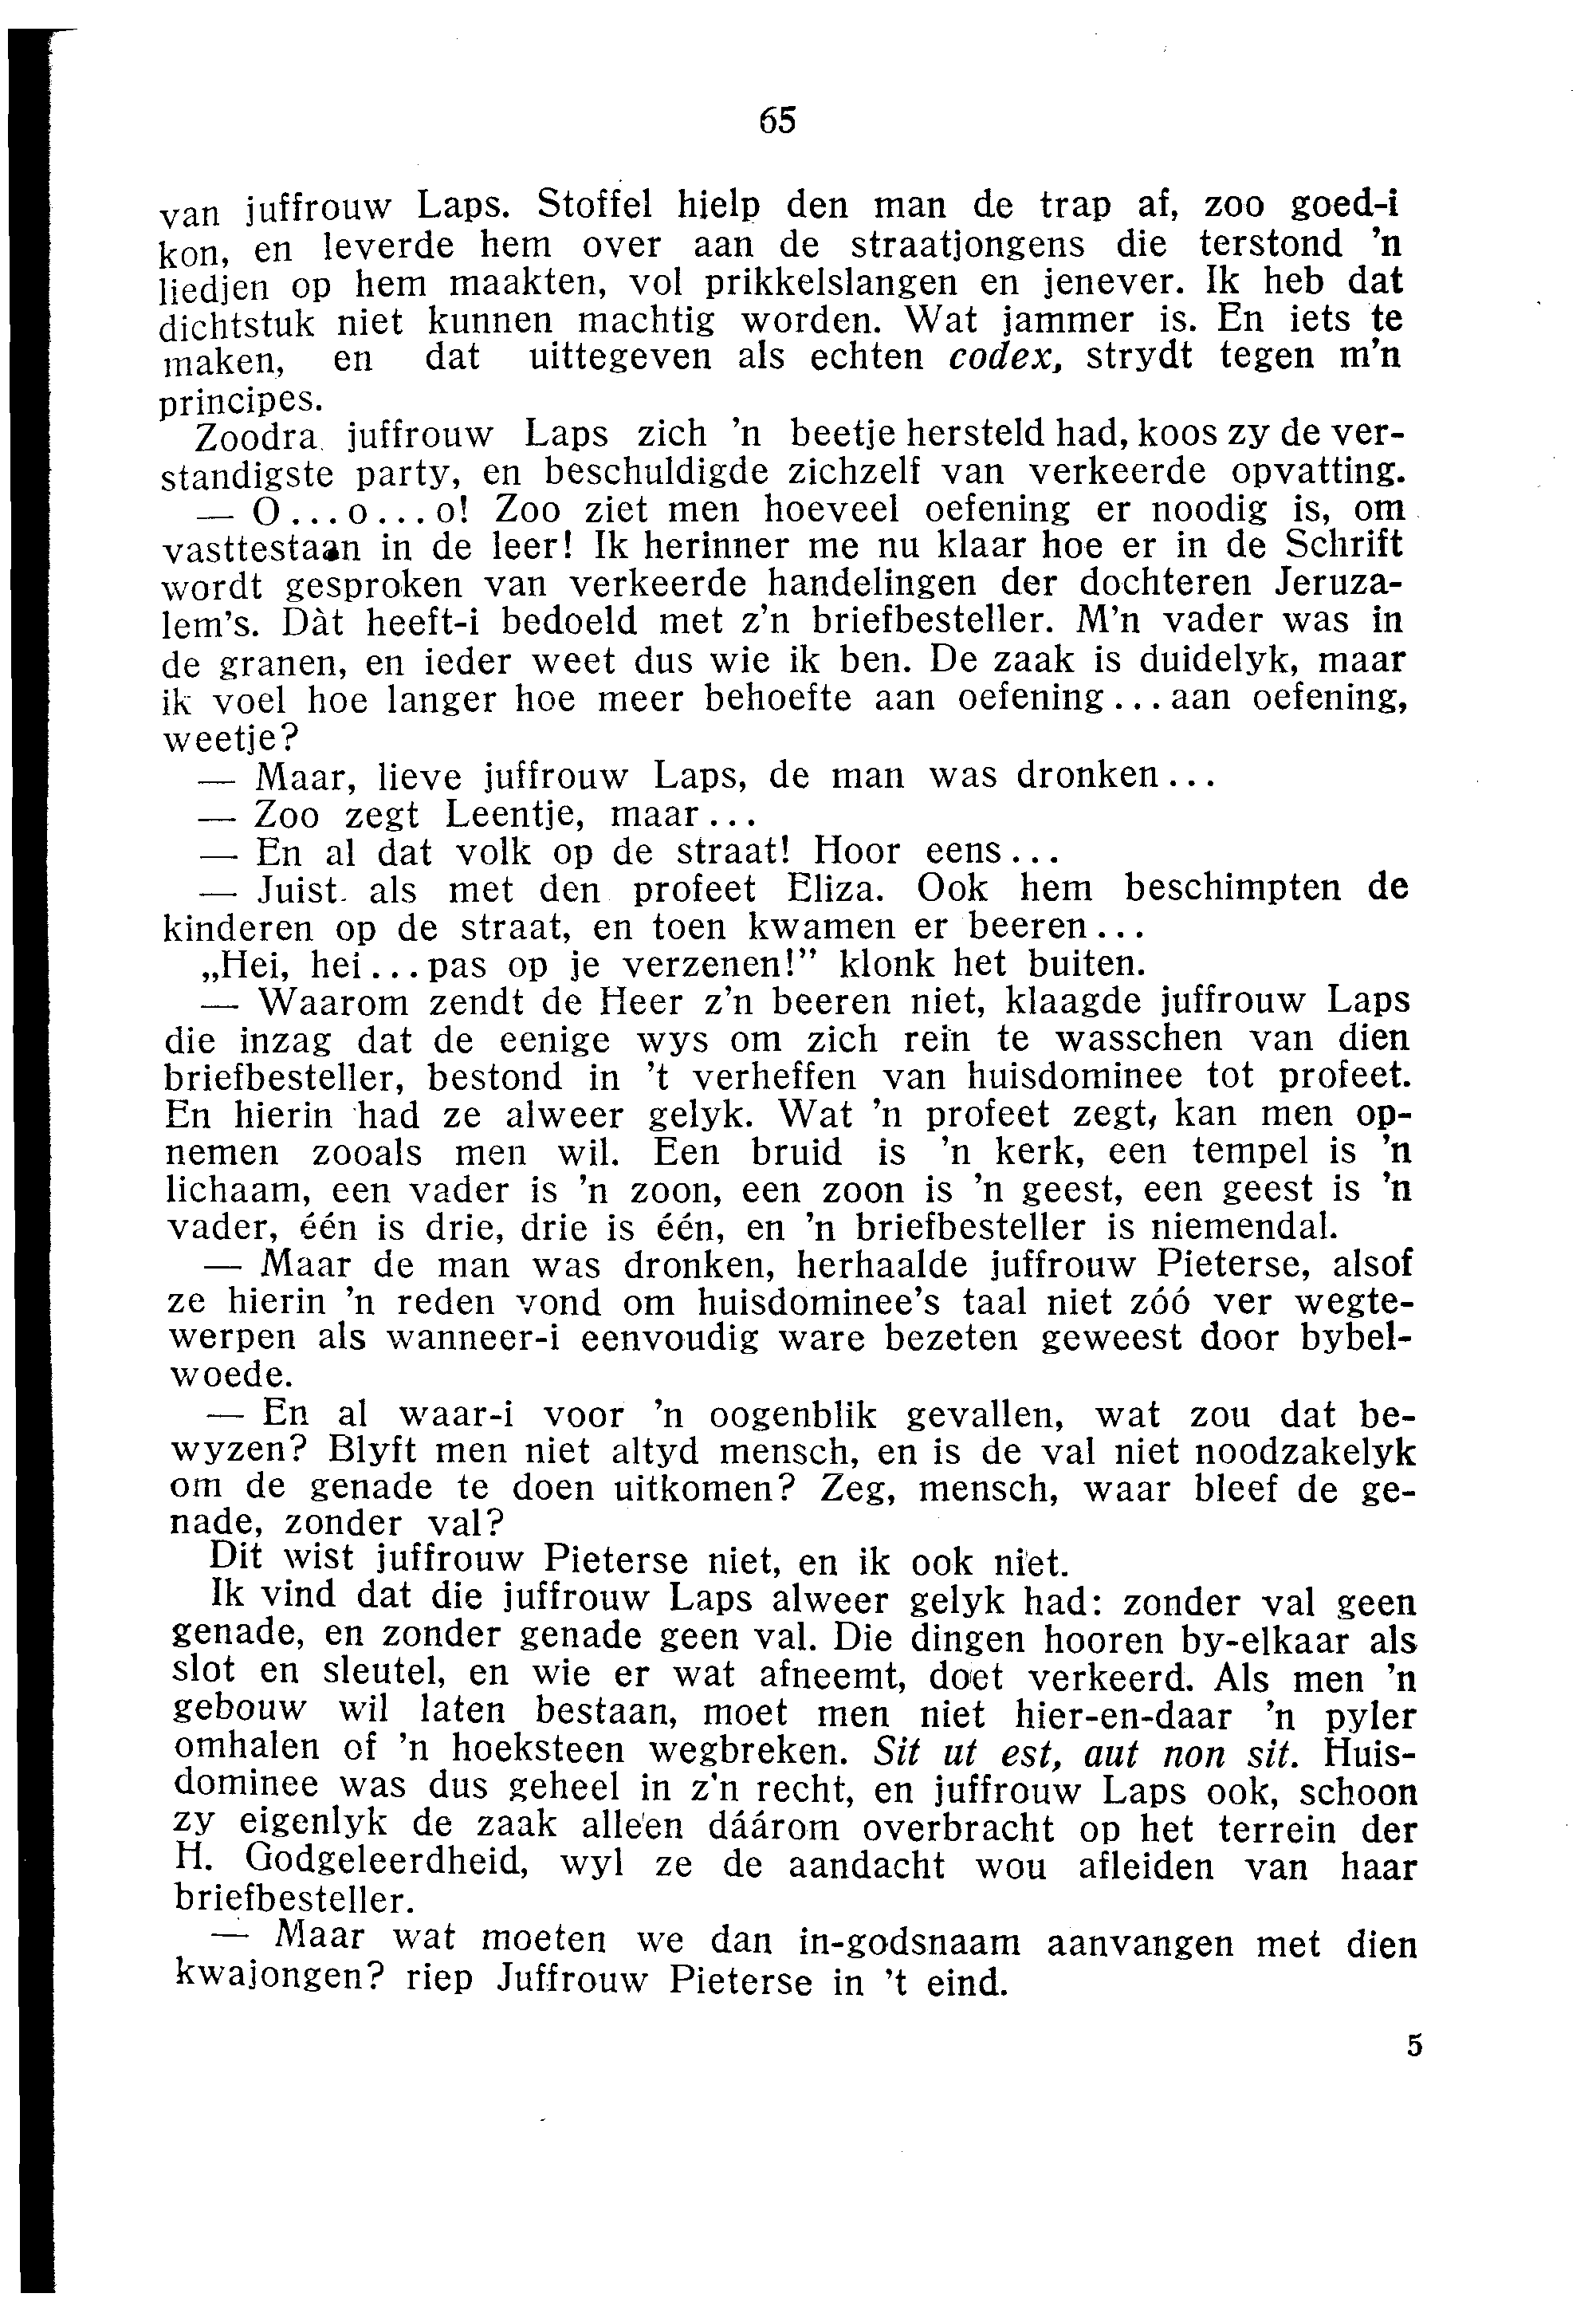 65
van juffrouw Laps. Stoffel hielp den man de trap af, zoo goed-i
kon, en leverde hem over aan de straatjongens die terstond 'n
liedjen op hem maakten, vol prikkelslangen en jenever. Ik heb dat
dichtstuk niet kunnen machtig worden. Wat jammer is. En iets te
maken, en dat uittegeven als echten codex, strydt tegen m'n
principes.
Zoodra juffrouw Laps zich 'n beetje hersteld had, koos zy de ver-
standigste party, en beschuldigde zichzelf van verkeerde opvatting.
— O...o...o! Zoo ziet men hoeveel oefening er noodig is, om
vasttestaan in de leer! Ik herinner me nu klaar hoe er in de Schrift
wordt gesproken van verkeerde handelingen der dochteren Jeruza-
lem's. Dàt heeft-i bedoeld met z'n briefbesteller. M'n vader was in
de granen, en ieder weet dus wie ik ben. De zaak is duidelyk, maar
ik voel hoe langer hoe meer behoefte aan oefening... aan oefening,
weetje?
— Maar, lieve juffrouw Laps, de man was dronken...
— Zoo zegt Leentje, maar...
— En al dat volk op de straat! Hoor eens...
— Juist als met den profeet Eliza. Ook hem beschimpten de
kinderen op de straat, en toen kwamen er beeren...
„Hei, hei...pas op je verzenen!” klonk het buiten.
— Waarom zendt de Heer z'n beeren niet, klaagde juffrouw Laps
die inzag dat de eenige wys om zich rein te wasschen van dien
briefbesteller, bestond in 't verheffen van huisdominee tot profeet.
En hierin had ze alweer gelyk. Wat 'n profeet zegt, kan men op-
nemen zooals men wil. Een bruid is 'n kerk, een tempel is 'n
lichaam, een vader is 'n zoon, een zoon is 'n geest, een geest is 'n
vader, één is drie, drie is één, en 'n briefbesteller is niemendal.
— Maar de man was dronken, herhaalde juffrouw Pieterse, alsof
ze hierin 'n reden vond om huisdominee's taal niet zóó ver wegte-
werpen als wanneer-i eenvoudig ware bezeten geweest door bybel-
woede.
— En al waar-i voor 'n oogenblik gevallen, wat zou dat be-
wyzen? Blyft men niet altyd mensch, en is de val niet noodzakelyk
om de genade te doen uitkomen? Zeg, mensch, waar bleef de ge-
nade, zonder val?
Dit wist juffrouw Pieterse niet, en ik ook niet.
Ik vind dat die juffrouw Laps alweer gelyk had: zonder val geen
genade, en zonder genade geen val. Die dingen hooren by-elkaar als
slot en sleutel, en wie er wat afneemt, doet verkeerd. Als men 'n
gebouw wil laten bestaan, moet men niet hier-en-daar 'n pyler
omhalen of 'n hoeksteen wegbreken. Sit ut est, aut non sit. Huis-
dominee was dus geheel in z'n recht, en juffrouw Laps ook, schoon
zy eigenlyk de zaak alleen dáárom overbracht op het terrein der
H. Godgeleerdheid, wyl ze de aandacht wou afleiden van haar
briefbesteller.
— Maar wat moeten we dan in-godsnaam aanvangen met dien
kwajongen? riep Juffrouw Pieterse in 't eind.
5